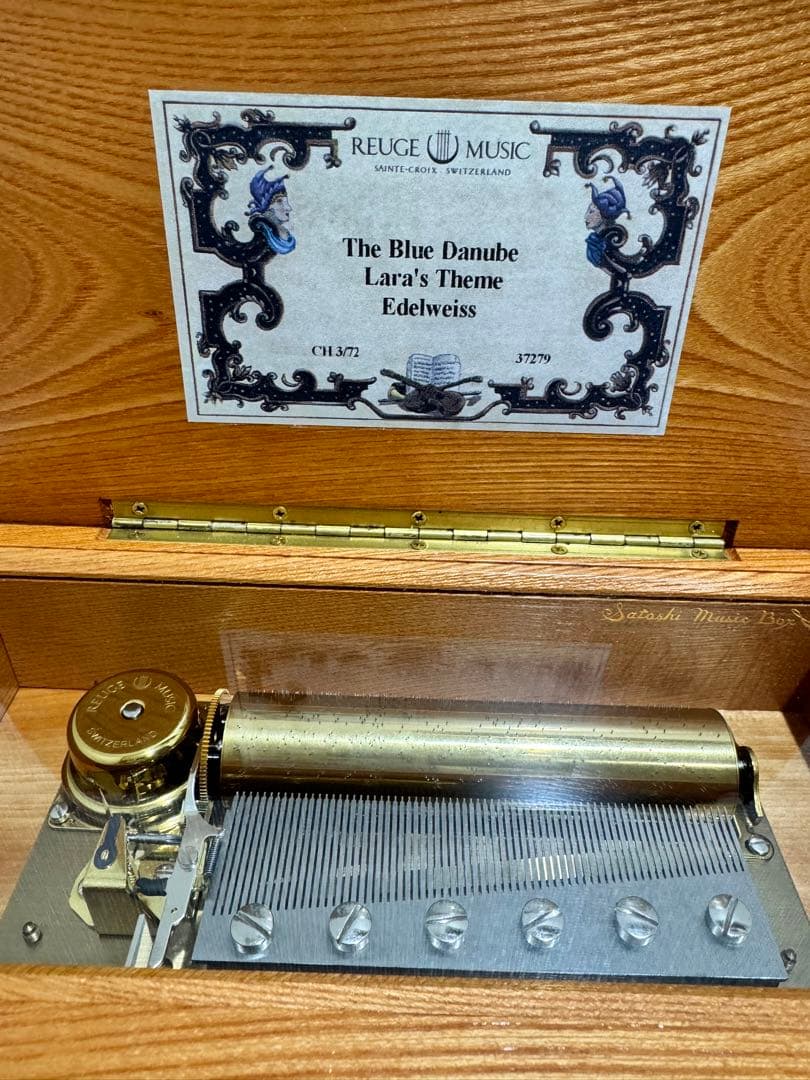 REUGE MUSIC
SAINTE-CROIX . SWITZERLAND
The Blue Danube
Lara's Theme
Edelweiss
CH 3/72 37279
Satoshi Music Box
REUGE MUSIC
SWITZERLAND